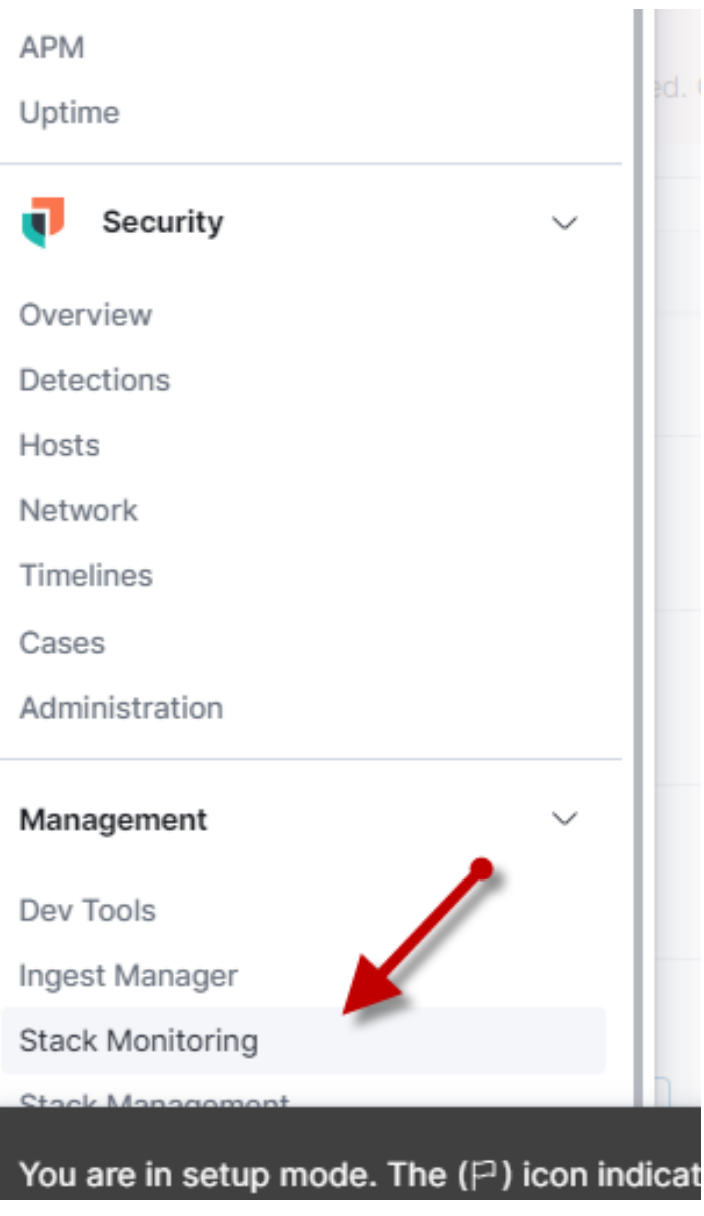 APM
ed.
Uptime
Security
Overview
Detections
Hosts
Network
Timelines
Cases
Administration
Management
Dev Tools
Ingest Manager
Stack Monitoring
Stack Management
You are in setup mode. The ( ) icon indicat